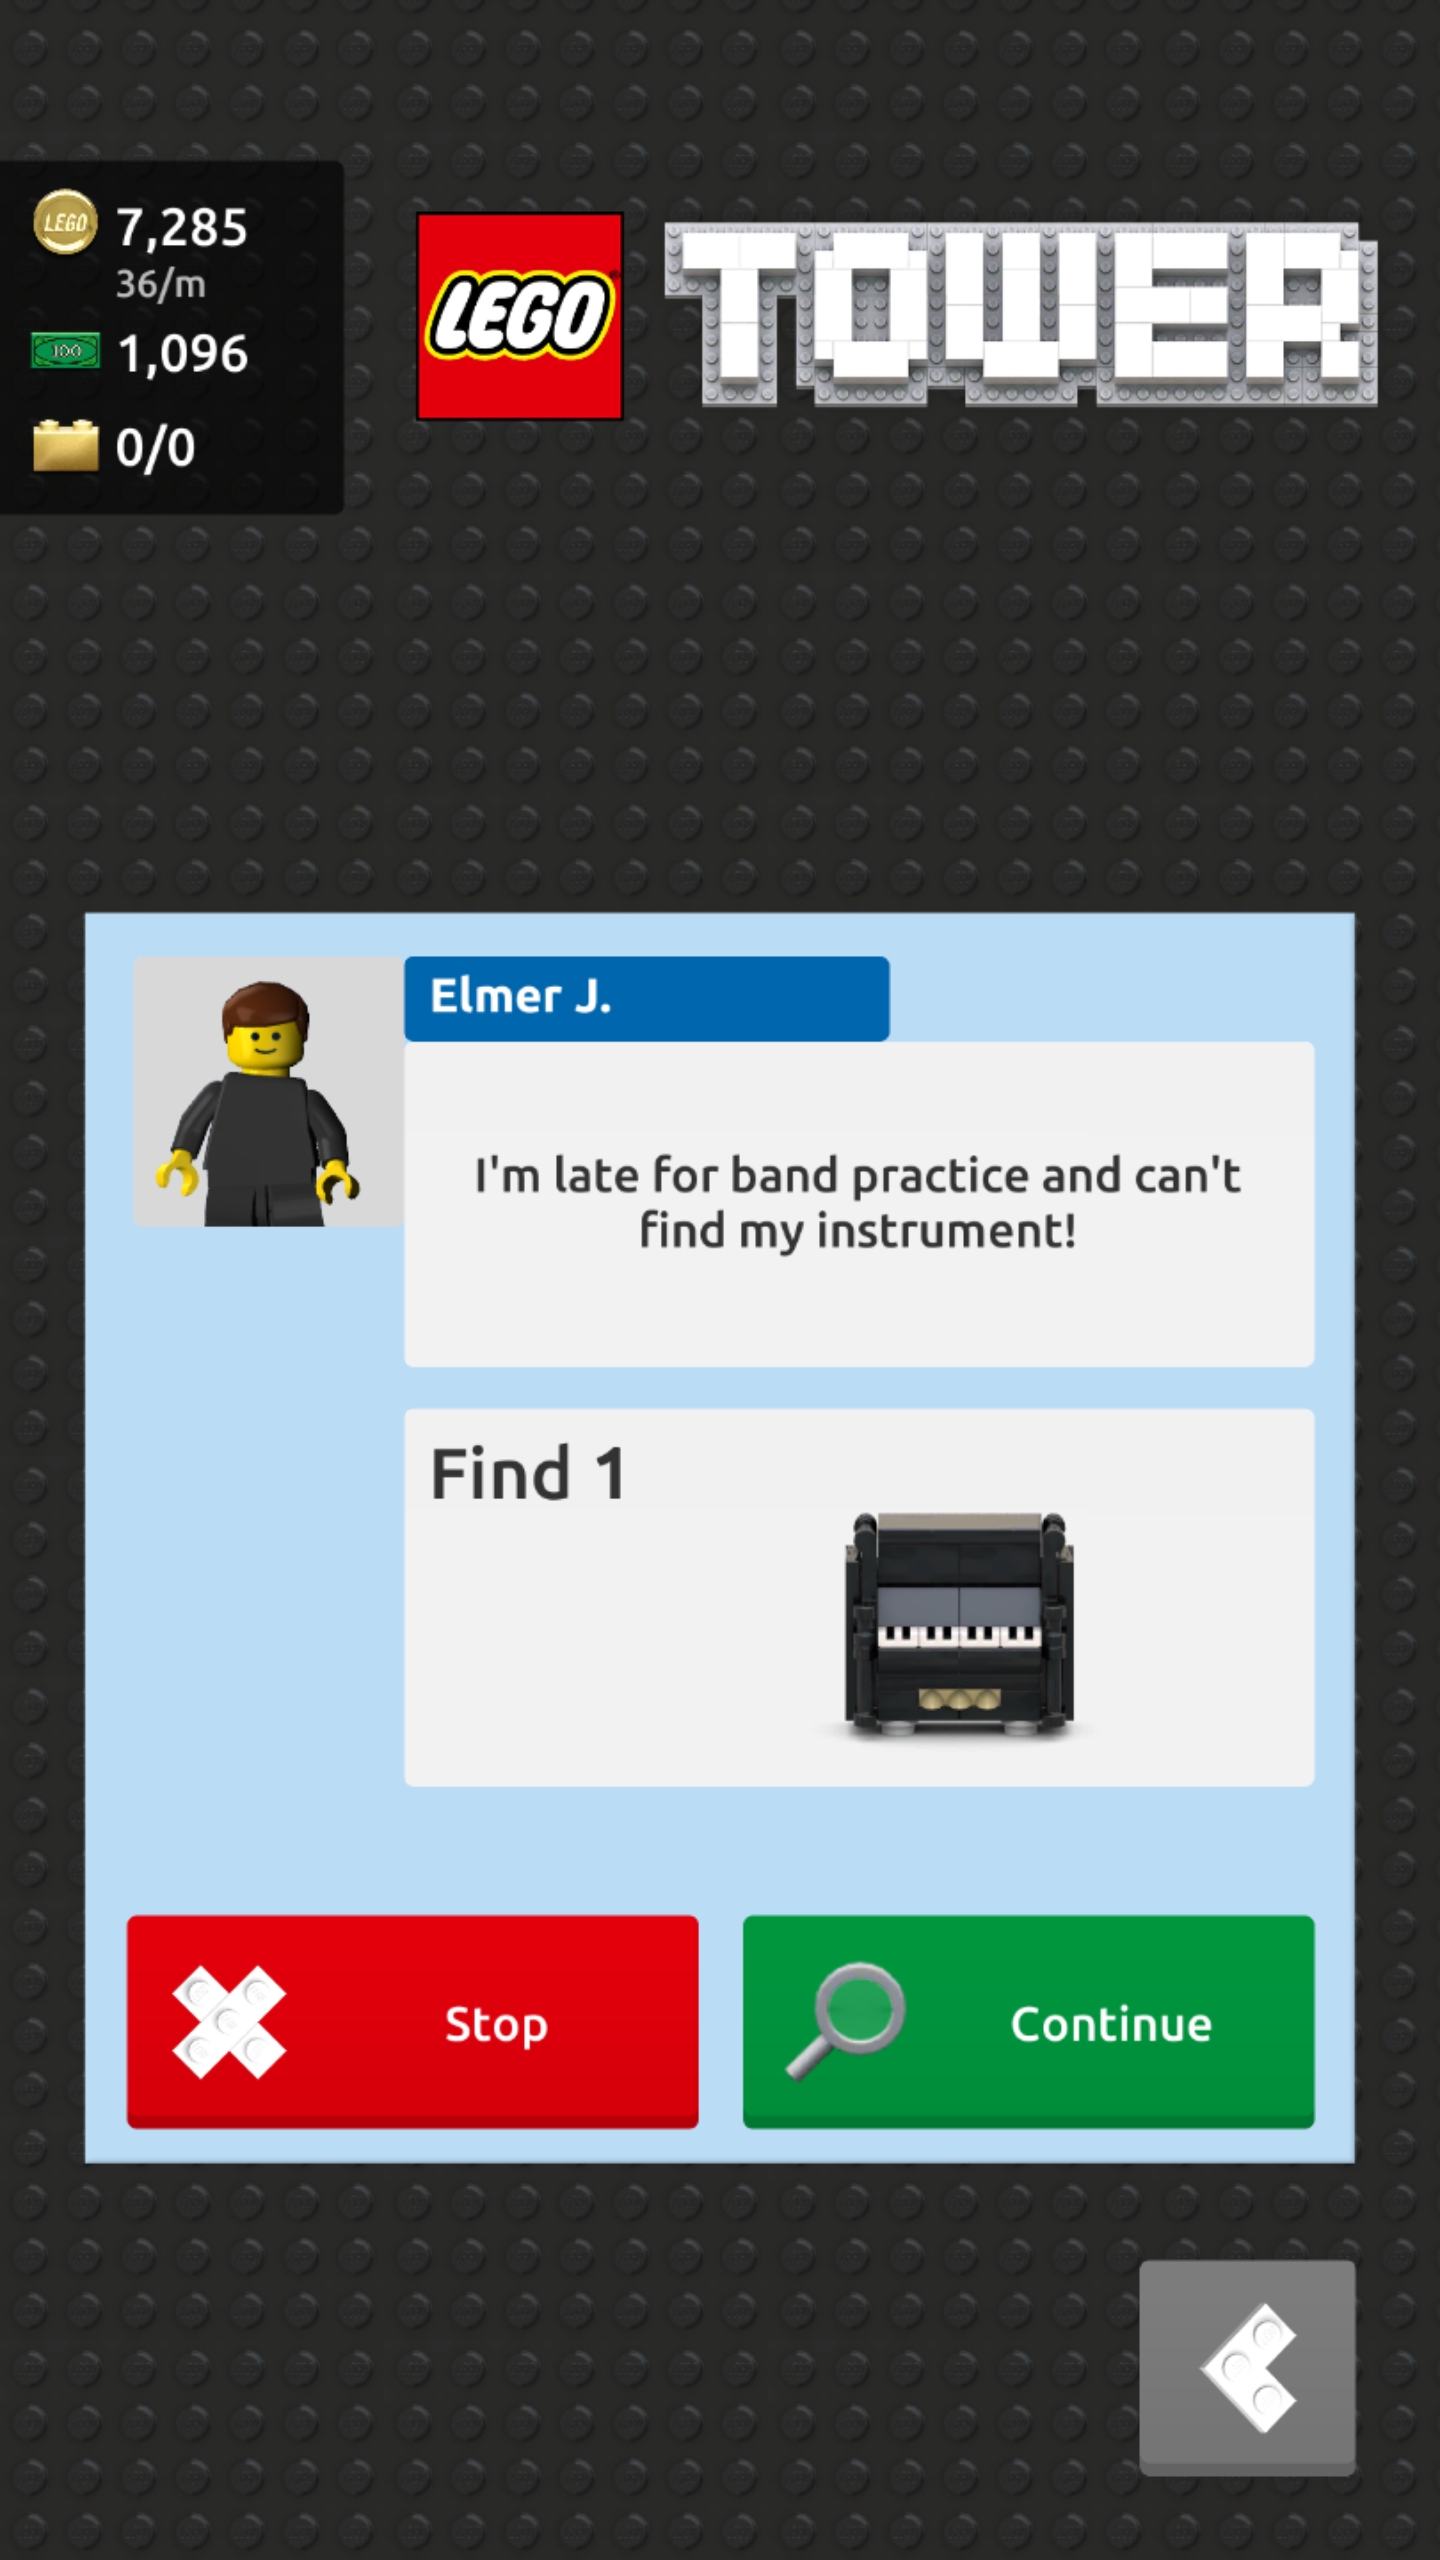 LEGO
7,285
36/m
100
1,096
0/0
LEGO
®
TOWER
Elmer J.
I'm late for band practice and can't
find my instrument!
Find 1
Stop
Continue